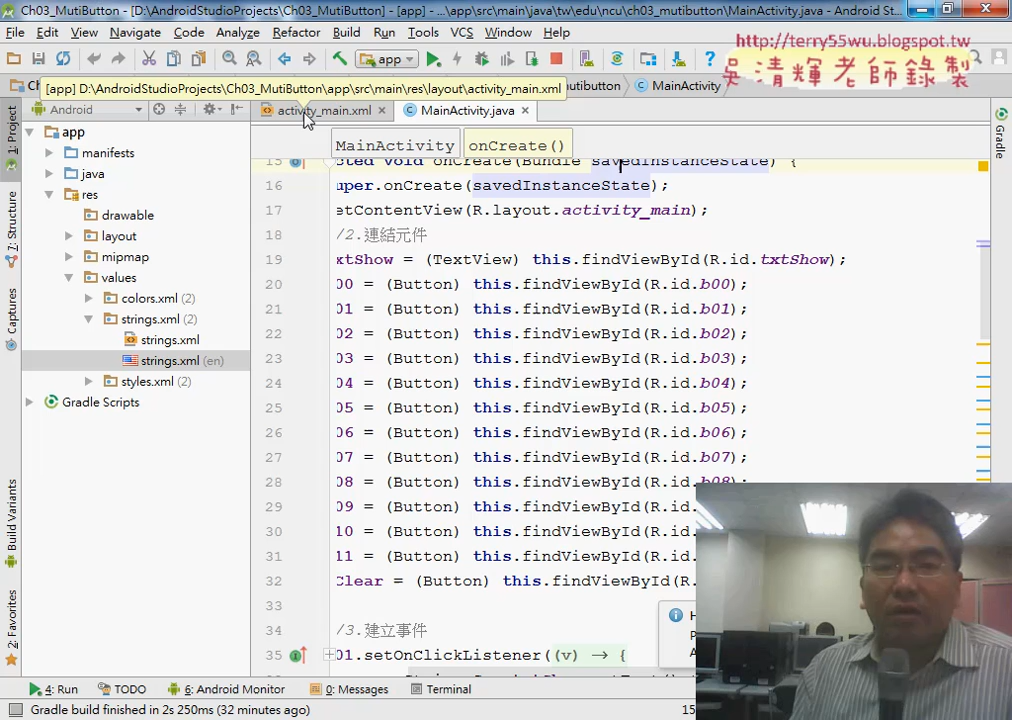 Ch03_MutiButton - [D:\AndroidStudioProjects\Ch03_MutiButton] - [app] - ...\app\src\main\java\tw\edu\ncu\ch03_mutibutton\MainActivity.java - Android St...
File Edit View Navigate Code Analyze Refactor Build Run Tools VCS Window Help
http://terry55wu.blogspot.tw
吳清輝老師錄製
app
Ch
mutibutton MainActivity
[app] D:\AndroidStudioProjects\Ch03_MutiButton\app\src\main\res\layout\activity_main.xml
Android
activity_main.xml MainActivity.java
MainActivity onCreate()
1: Project
7: Structure
Captures
Build Variants
2: Favorites
Gradle
app
manifests
java
res
drawable
layout
mipmap
values
colors.xml (2)
strings.xml (2)
strings.xml
strings.xml (en)
styles.xml (2)
Gradle Scripts
15 cted void onCreate(Bundle savedInstanceState) {
16 uper.onCreate(savedInstanceState);
17 etContentView(R.layout.activity_main);
18 /2.連結元件
19 xtShow = (TextView) this.findViewById(R.id.txtShow);
20 00 = (Button) this.findViewById(R.id.b00);
21 01 = (Button) this.findViewById(R.id.b01);
22 02 = (Button) this.findViewById(R.id.b02);
23 03 = (Button) this.findViewById(R.id.b03);
24 04 = (Button) this.findViewById(R.id.b04);
25 05 = (Button) this.findViewById(R.id.b05);
26 06 = (Button) this.findViewById(R.id.b06);
27 07 = (Button) this.findViewById(R.id.b07);
28 08 = (Button) this.findViewById(R.id.b08);
29 09 = (Button) this.findViewById(R.
30 10 = (Button) this.findViewById(R.
31 11 = (Button) this.findViewById(R.
32 Clear = (Button) this.findViewById(R.
33
34 /3.建立事件
35 01.setOnClickListener((v) → {
4: Run TODO 6: Android Monitor 0: Messages Terminal
Gradle build finished in 2s 250ms (32 minutes ago)
15